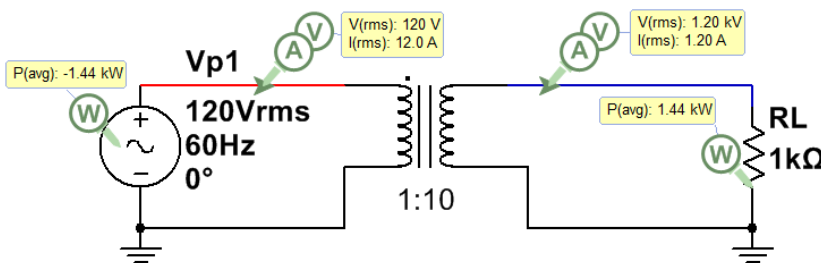 V(rms): 120 V
I(rms): 12.0 A
V
A
V(rms): 1.20 kV
I(rms): 1.20 A
V
A
P(avg): -1.44 kW
W
Vp1
120Vrms
60Hz
0°
1:10
P(avg): 1.44 kW
W
RL
1kΩ